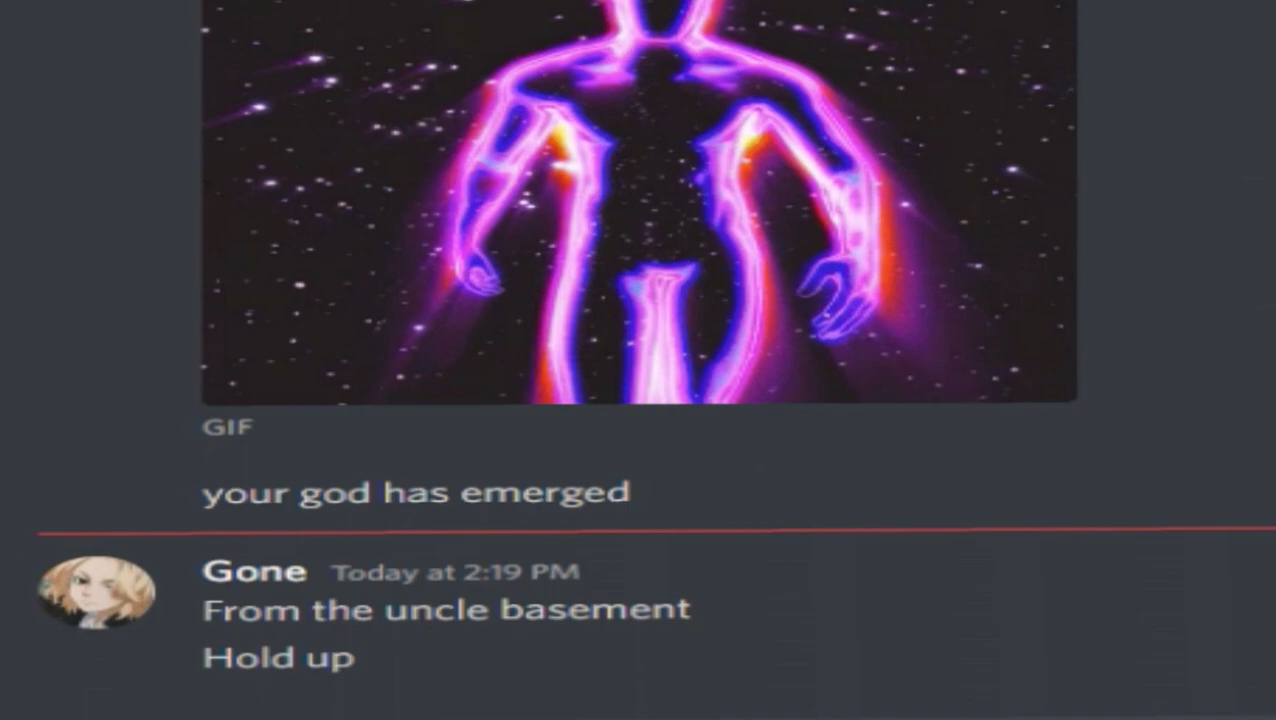 GIF
your god has emerged
Gone Today at 2:19 PM
From the uncle basement
Hold up